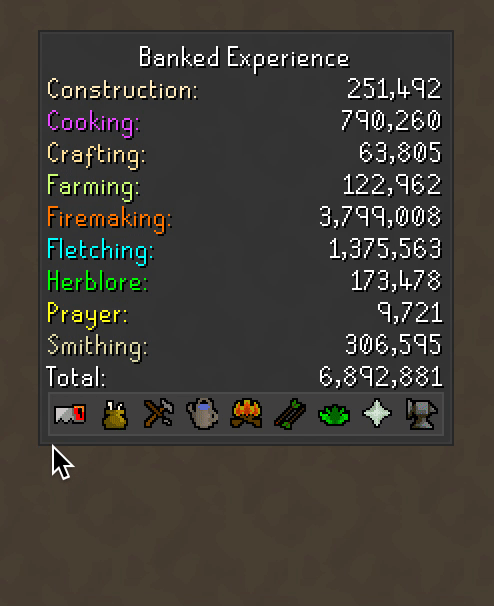 Banked Experience
Construction: 251,492
Cooking: 790,260
Crafting: 63,805
Farming: 122,962
Firemaking: 3,799,008
Fletching: 1,375,563
Herblore: 173,478
Prayer: 9,721
Smithing: 306,595
Total: 6,892,881